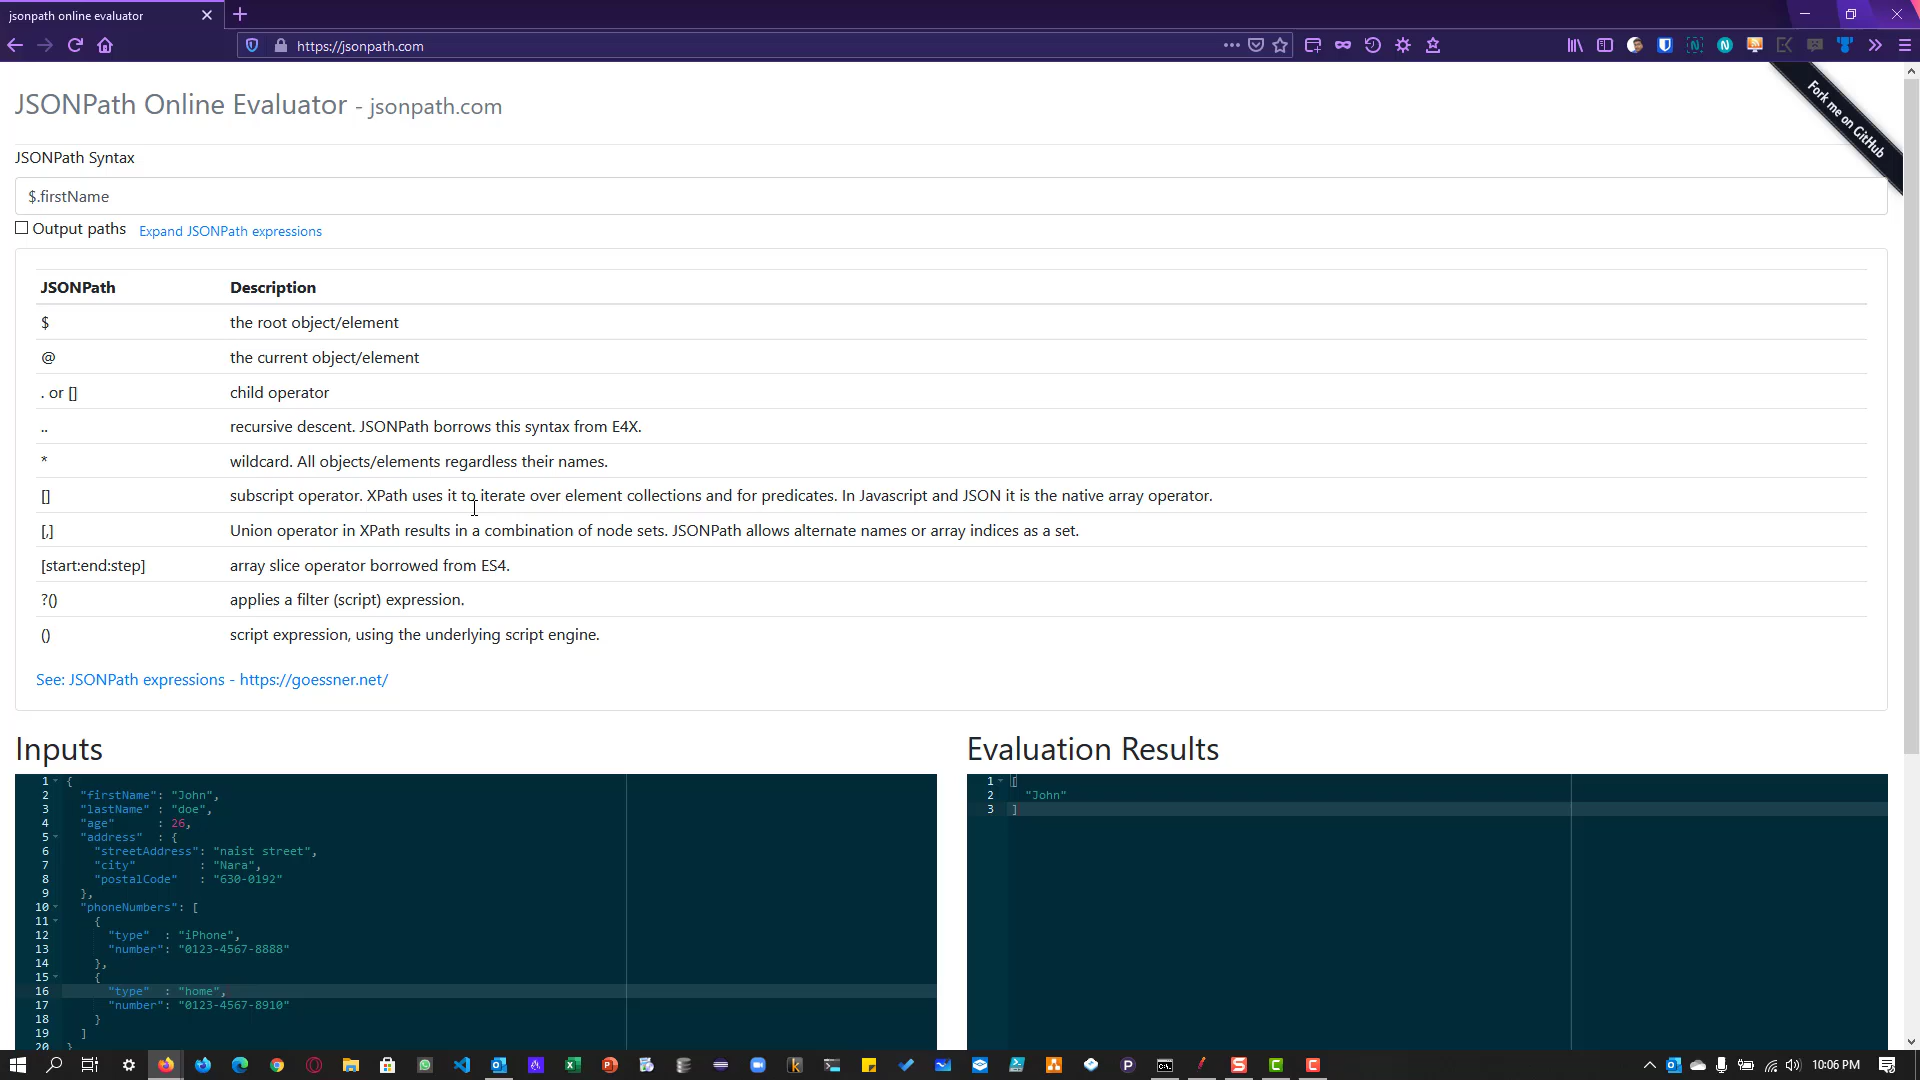 jsonpath online evaluator
https://jsonpath.com
JSONPath Online Evaluator - jsonpath.com
Fork me on GitHub
JSONPath Syntax
$.firstName
Output paths Expand JSONPath expressions
JSONPath Description
$ the root object/element
@ the current object/element
. or [] child operator
.. recursive descent. JSONPath borrows this syntax from E4X.
* wildcard. All objects/elements regardless their names.
[] subscript operator. XPath uses it to iterate over element collections and for predicates. In Javascript and JSON it is the native array operator.
[,] Union operator in XPath results in a combination of node sets. JSONPath allows alternate names or array indices as a set.
[start:end:step] array slice operator borrowed from ES4.
?() applies a filter (script) expression.
() script expression, using the underlying script engine.
See: JSONPath expressions - https://goessner.net/
Inputs
1 {
2 "firstName": "John",
3 "lastName" : "doe",
4 "age" : 26,
5 "address" : {
6 "streetAddress": "naist street",
7 "city" : "Nara",
8 "postalCode" : "630-0192"
9 },
10 "phoneNumbers": [
11 {
12 "type" : "iPhone",
13 "number": "0123-4567-8888"
14 },
15 {
16 "type" : "home",
17 "number": "0123-4567-8910"
18 }
19 ]
20 }
Evaluation Results
1 [
2 "John"
3 ]
10:06 PM